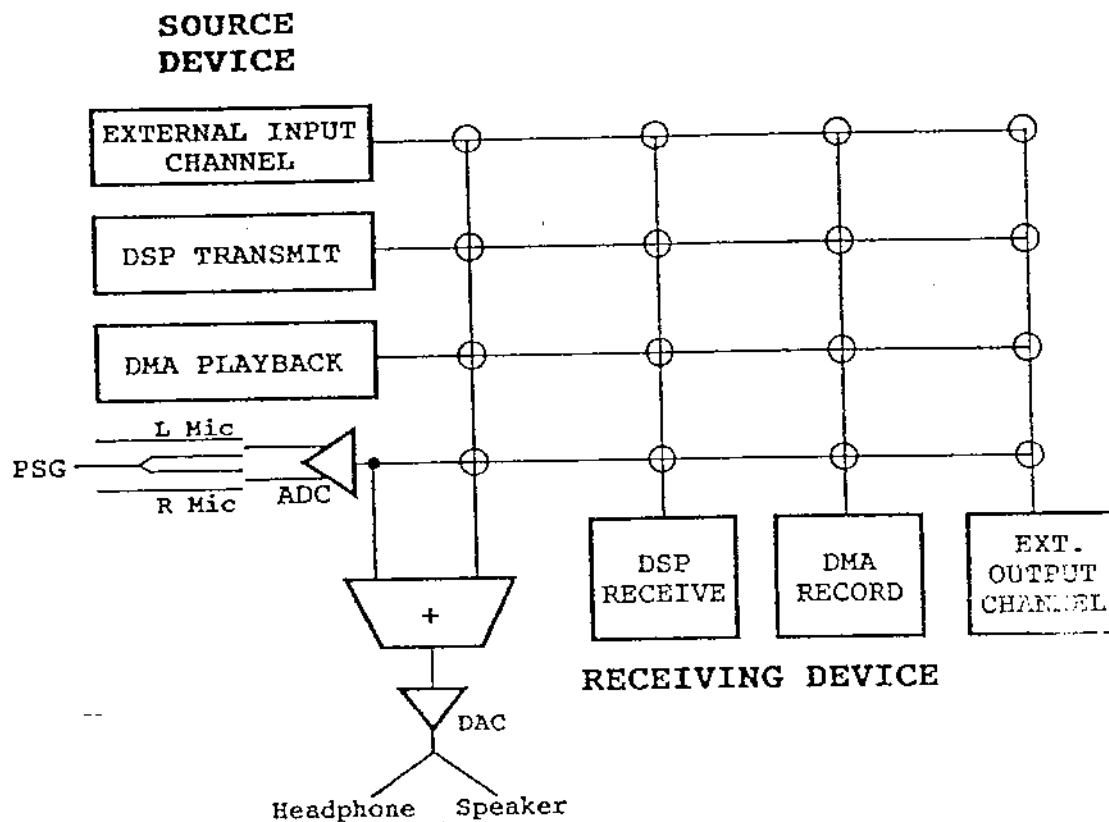 SOURCE
DEVICE
EXTERNAL INPUT
CHANNEL
DSP TRANSMIT
DMA PLAYBACK
L Mic
PSG
R Mic
ADC
DSP
RECEIVE
DMA
RECORD
EXT.
OUTPUT
CHANNEL
+
RECEIVING DEVICE
DAC
Headphone
Speaker